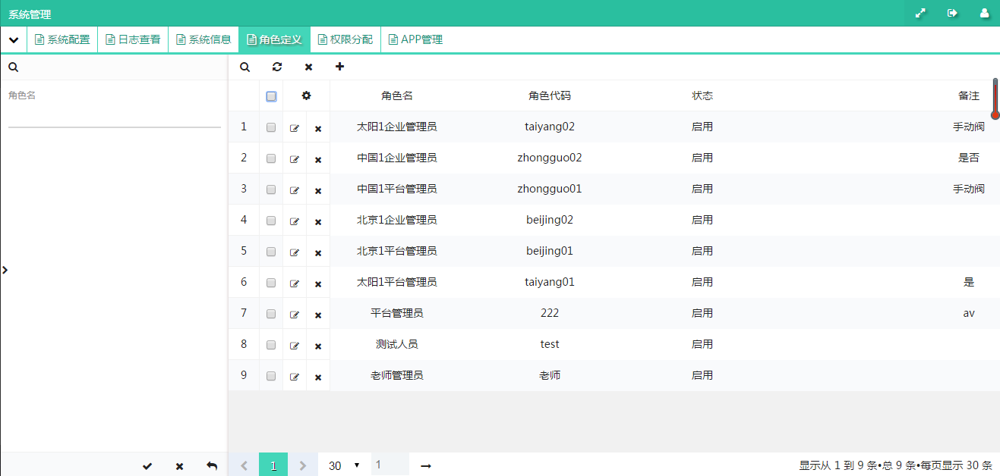 系统管理
系统配置 日志查看 系统信息 角色定义 权限分配 APP管理
角色名
角色名 角色代码 状态 备注
1 太阳1企业管理员 taiyang02 启用 手动阀
2 中国1企业管理员 zhongguo02 启用 是否
3 中国1平台管理员 zhongguo01 启用 手动阀
4 北京1企业管理员 beijing02 启用
5 北京1平台管理员 beijing01 启用
6 太阳1平台管理员 taiyang01 启用 是
7 平台管理员 222 启用 av
8 测试人员 test 启用
9 老师管理员 老师 启用
1 30 1 显示从 1 到 9 条•总 9 条•每页显示 30 条